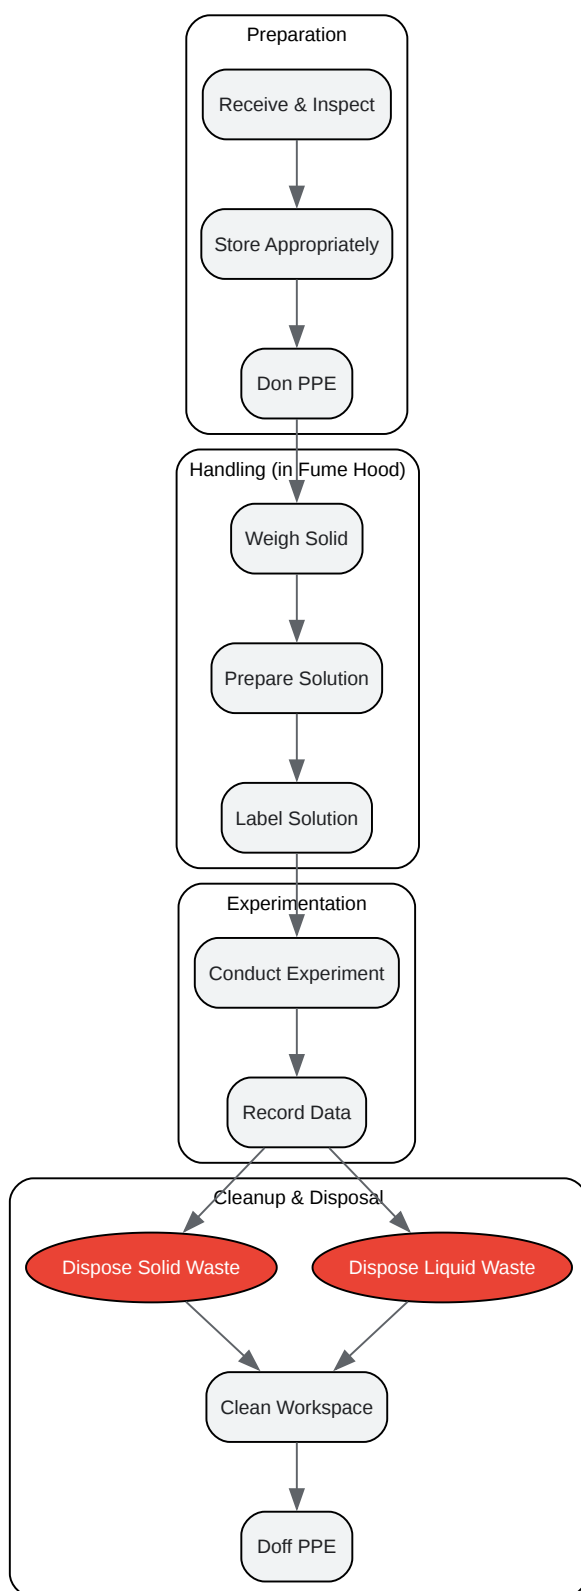 Preparation
Receive & Inspect
Store Appropriately
Don PPE
Handling (in Fume Hood)
Weigh Solid
Prepare Solution
Label Solution
Experimentation
Conduct Experiment
Record Data
Cleanup & Disposal
Dispose Solid Waste
Dispose Liquid Waste
Clean Workspace
Doff PPE